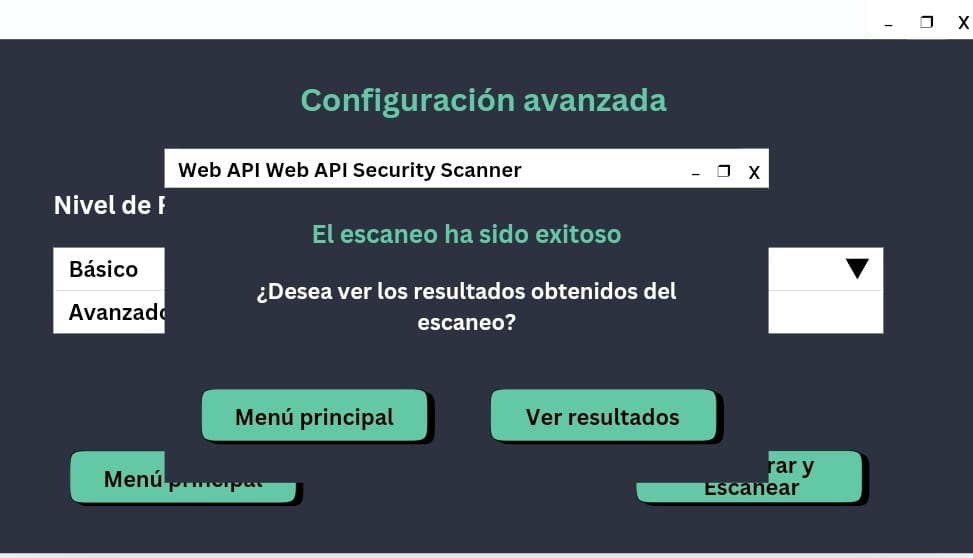 Configuración avanzada
Web API Web API Security Scanner
Nivel de
El escaneo ha sido exitoso
Básico
¿Desea ver los resultados obtenidos del
escaneo?
Avanzado
Menú principal
Ver resultados
rar y
Menú principal
Escanear